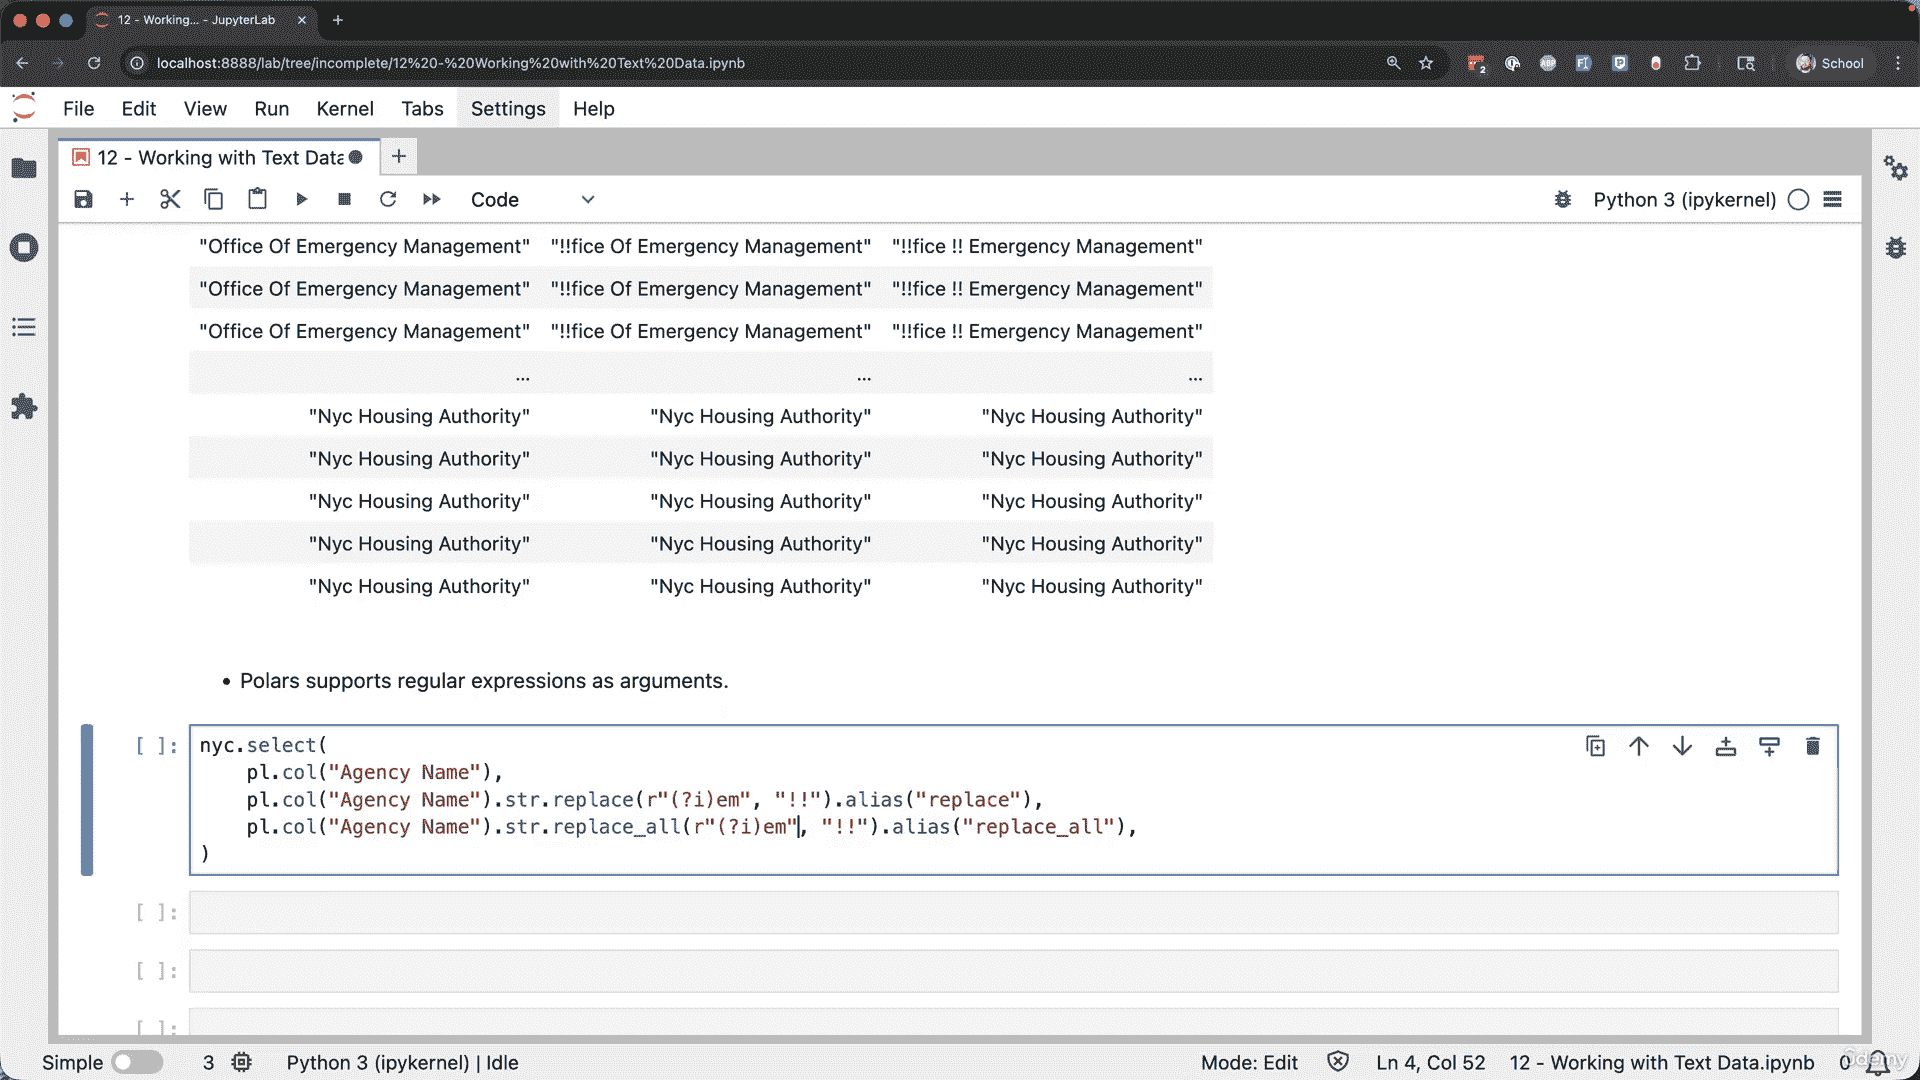 12 - Working... - JupyterLab
localhost:8888/lab/tree/incomplete/12%20-%20Working%20with%20Text%20Data.ipynb
2
ABP
School
File Edit View Run Kernel Tabs Settings Help
12 - Working with Text Data
Code
Python 3 (ipykernel)
"Office Of Emergency Management" "!!fice Of Emergency Management" "!!fice !! Emergency Management"
"Office Of Emergency Management" "!!fice Of Emergency Management" "!!fice !! Emergency Management"
"Office Of Emergency Management" "!!fice Of Emergency Management" "!!fice !! Emergency Management"
... ... ...
"Nyc Housing Authority" "Nyc Housing Authority" "Nyc Housing Authority"
"Nyc Housing Authority" "Nyc Housing Authority" "Nyc Housing Authority"
"Nyc Housing Authority" "Nyc Housing Authority" "Nyc Housing Authority"
"Nyc Housing Authority" "Nyc Housing Authority" "Nyc Housing Authority"
"Nyc Housing Authority" "Nyc Housing Authority" "Nyc Housing Authority"
• Polars supports regular expressions as arguments.
[ ]: nyc.select(
pl.col("Agency Name"),
pl.col("Agency Name").str.replace(r"(?i)em", "!!").alias("replace"),
pl.col("Agency Name").str.replace_all(r"(?i)em", "!!").alias("replace_all"),
)
[ ]:
[ ]:
[ ]:
Simple 3 Python 3 (ipykernel) | Idle Mode: Edit Ln 4, Col 52 12 - Working with Text Data.ipynb 0
Udemy